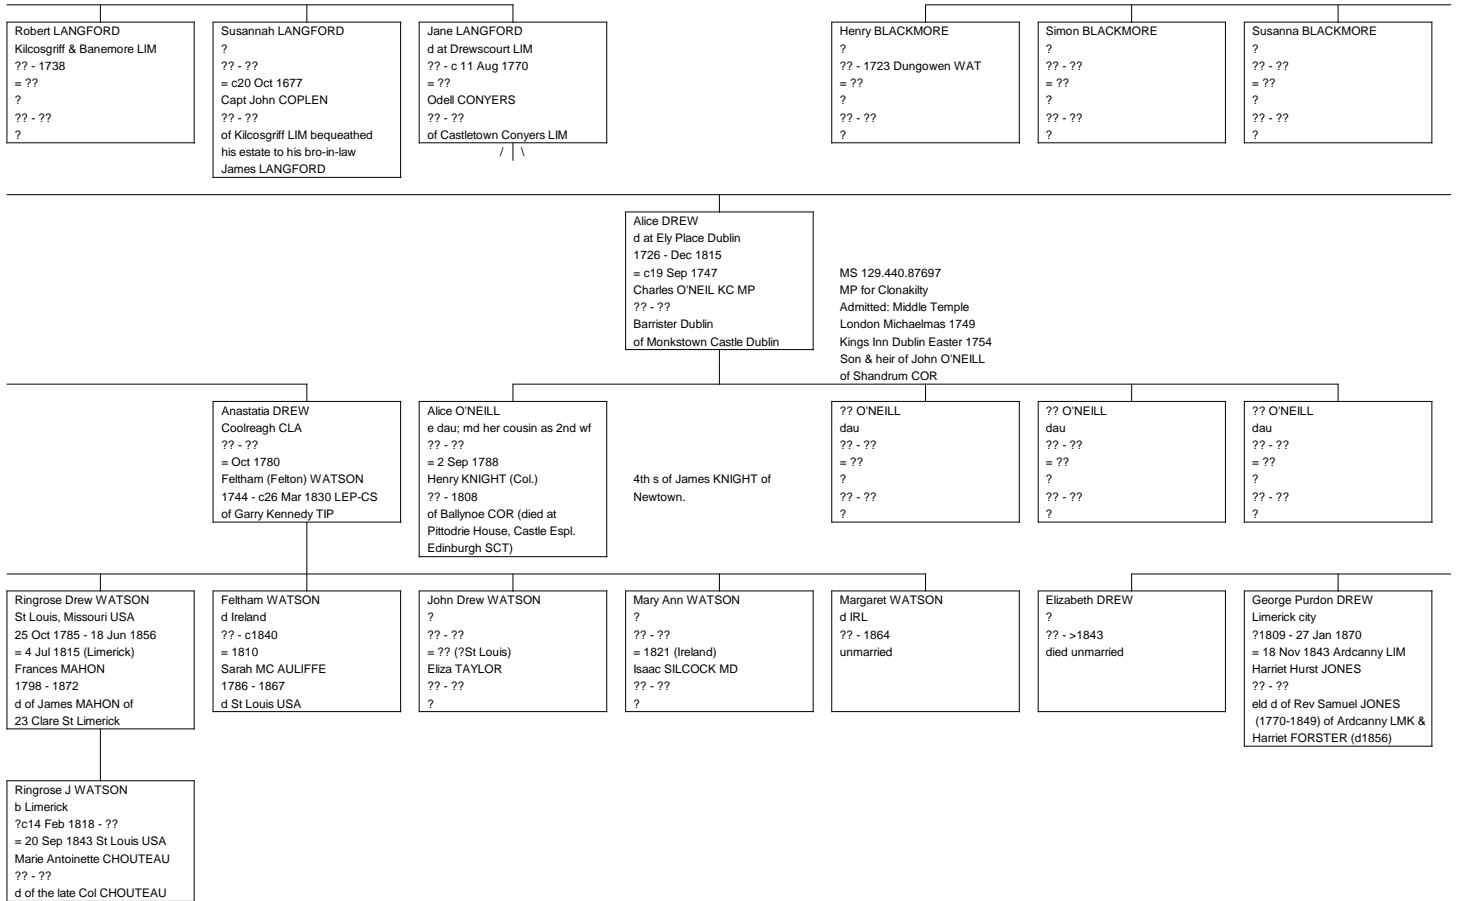 Robert LANGFORD
Kilcosgriff & Banemore LIM
?? - 1738
= ??
?
?? - ??
?
Susannah LANGFORD
?
?? - ??
= c20 Oct 1677
Capt John COPLEN
?? - ??
of Kilcosgriff LIM bequeathed
his estate to his bro-in-law
James LANGFORD
Jane LANGFORD
d at Drewscourt LIM
?? - c 11 Aug 1770
= ??
Odell CONYERS
?? - ??
of Castletown Conyers LIM
/ \
Henry BLACKMORE
?
?? - 1723 Dungowen WAT
= ??
?
?? - ??
?
Simon BLACKMORE
?
?? - ??
= ??
?
?? - ??
?
Susanna BLACKMORE
?
?? - ??
= ??
?
?? - ??
?
Alice DREW
d at Ely Place Dublin
1726 - Dec 1815
= c19 Sep 1747
Charles O'NEIL KC MP
?? - ??
Barrister Dublin
of Monkstown Castle Dublin
MS 129.440.87697
MP for Clonakilty
Admitted: Middle Temple
London Michaelmas 1749
Kings Inn Dublin Easter 1754
Son & heir of John O'NEILL
of Shandrum COR
Anastatia DREW
Coolreagh CLA
?? - ??
= Oct 1780
Feltham (Felton) WATSON
1744 - c26 Mar 1830 LEP-CS
of Garry Kennedy TIP
Alice O'NEILL
e dau; md her cousin as 2nd wf
?? - ??
= 2 Sep 1788
Henry KNIGHT (Col.)
?? - 1808
of Ballynoe COR (died at
Pittodrie House, Castle Espl.
Edinburgh SCT)
4th s of James KNIGHT of
Newtown.
?? O'NEILL
dau
?? - ??
= ??
?
?? - ??
?
?? O'NEILL
dau
?? - ??
= ??
?
?? - ??
?
?? O'NEILL
dau
?? - ??
= ??
?
?? - ??
?
Ringrose Drew WATSON
St Louis, Missouri USA
25 Oct 1785 - 18 Jun 1856
= 4 Jul 1815 (Limerick)
Frances MAHON
1798 - 1872
d of James MAHON of
23 Clare St Limerick
Feltham WATSON
d Ireland
?? - c1840
= 1810
Sarah MC AULIFFE
1786 - 1867
d St Louis USA
John Drew WATSON
?
?? - ??
= ?? (?St Louis)
Eliza TAYLOR
?? - ??
?
Mary Ann WATSON
?
?? - ??
= 1821 (Ireland)
Isaac SILCOCK MD
?? - ??
?
Margaret WATSON
d IRL
?? - 1864
unmarried
Elizabeth DREW
?
?? - >1843
died unmarried
George Purdon DREW
Limerick city
?1809 - 27 Jan 1870
= 18 Nov 1843 Ardcanny LIM
Harriet Hurst JONES
?? - ??
eld d of Rev Samuel JONES
(1770-1849) of Ardcanny LMK &
Harriet FORSTER (d1856)
Ringrose J WATSON
b Limerick
?c14 Feb 1818 - ??
= 20 Sep 1843 St Louis USA
Marie Antoinette CHOUTEAU
?? - ??
d of the late Col CHOUTEAU